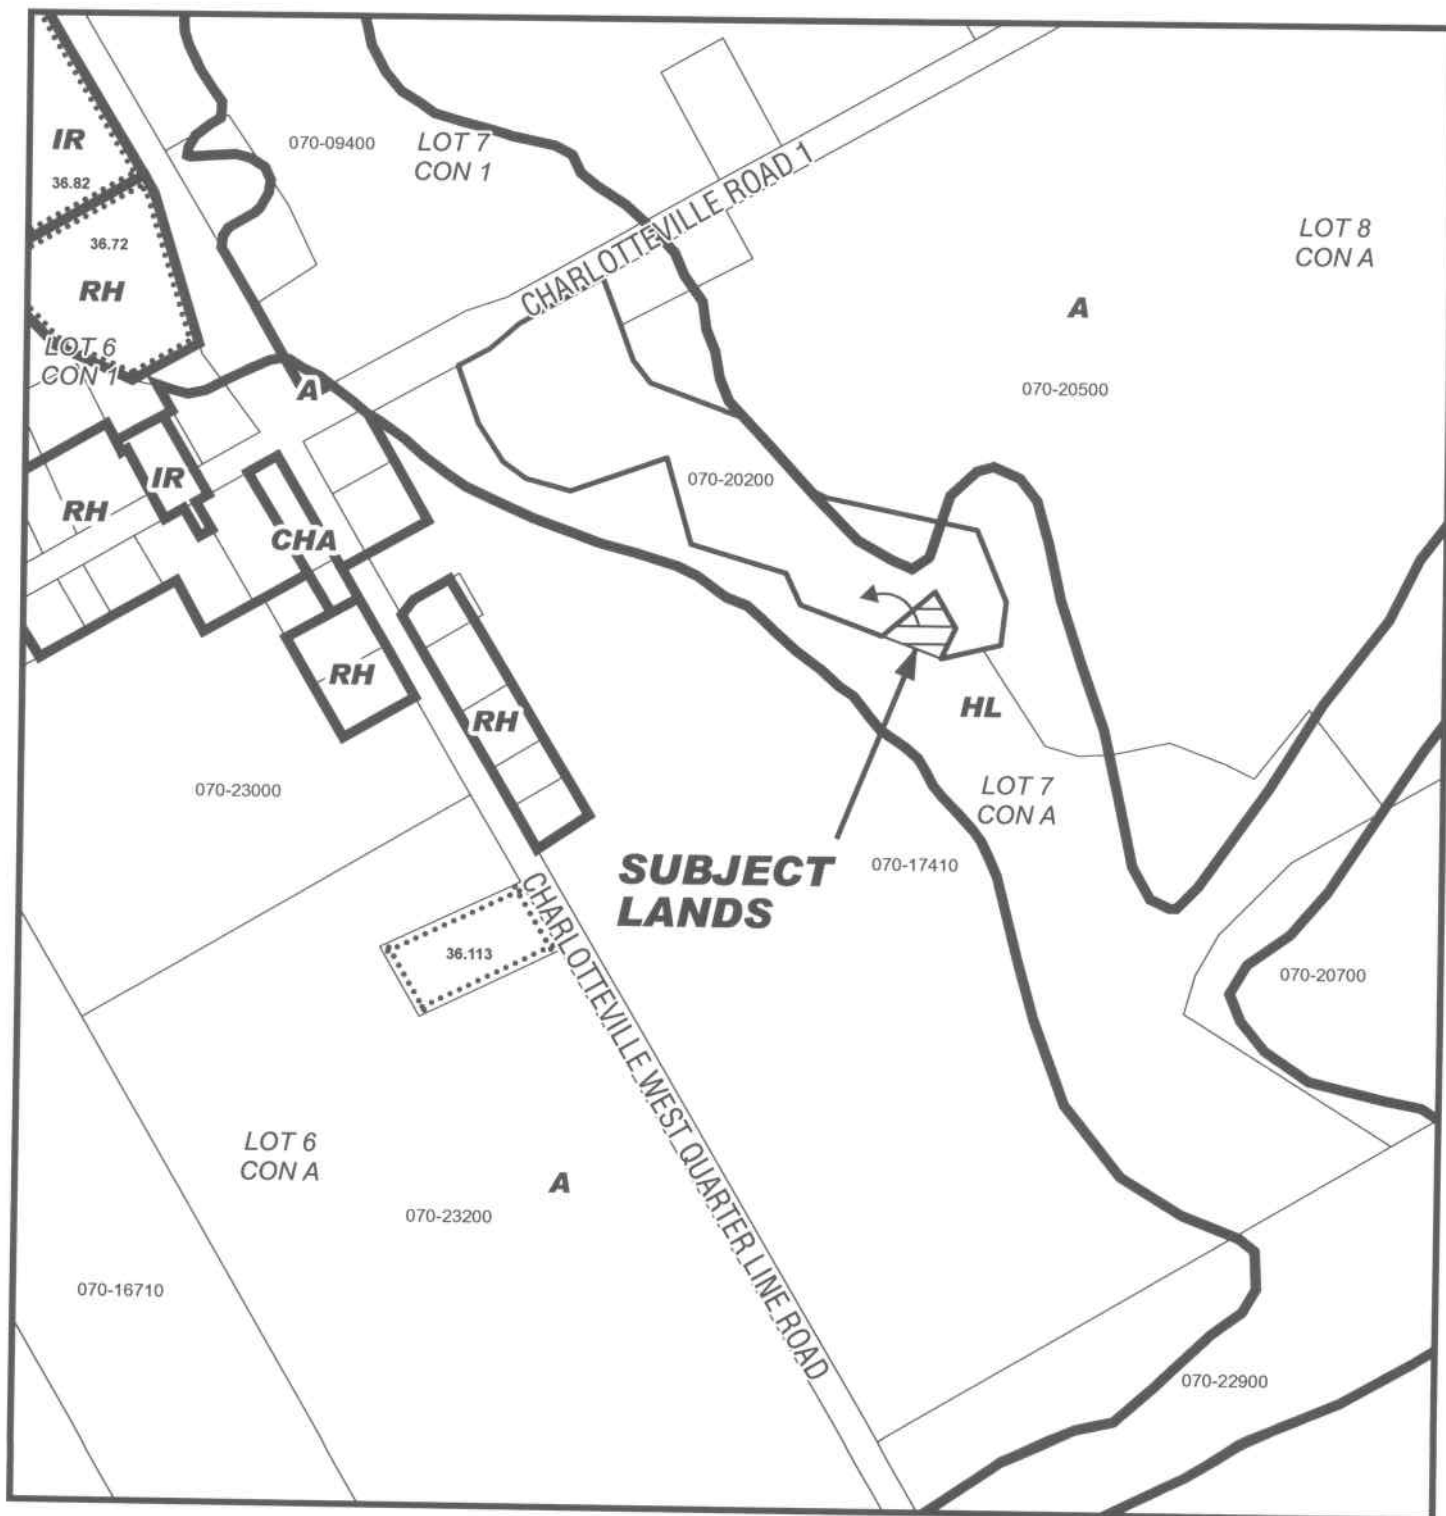 IR
36.82
36.72
RH
LOT 6
CON 1
070-09400
LOT 7
CON 1
CHARLOTTEVILLE ROAD 1
LOT 8
CON A
A
070-20500
A
IR
RH
CHA
RH
RH
070-20200
HL
LOT 7
CON A
070-17410
SUBJECT
LANDS
070-23000
36.113
CHARLOTTEVILLE WEST QUARTER LINE ROAD
070-20700
LOT 6
CON A
A
070-23200
070-16710
070-22900